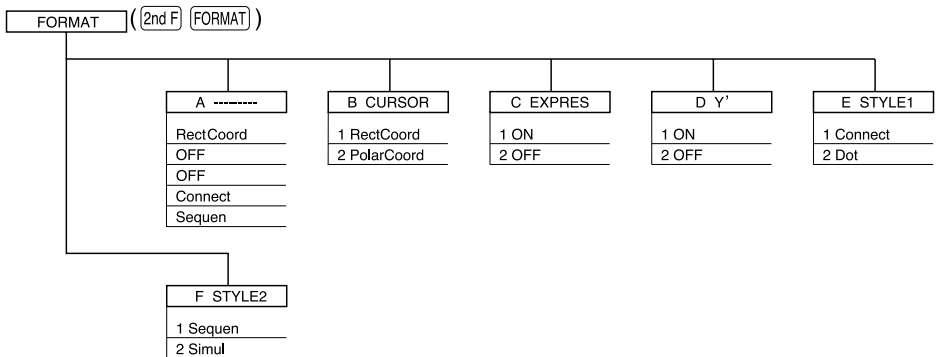 FORMAT ( 2nd F FORMAT )
A ---------
RectCoord
OFF
OFF
Connect
Sequen
B CURSOR
1 RectCoord
2 PolarCoord
C EXPRES
1 ON
2 OFF
D Y'
1 ON
2 OFF
E STYLE1
1 Connect
2 Dot
F STYLE2
1 Sequen
2 Simul